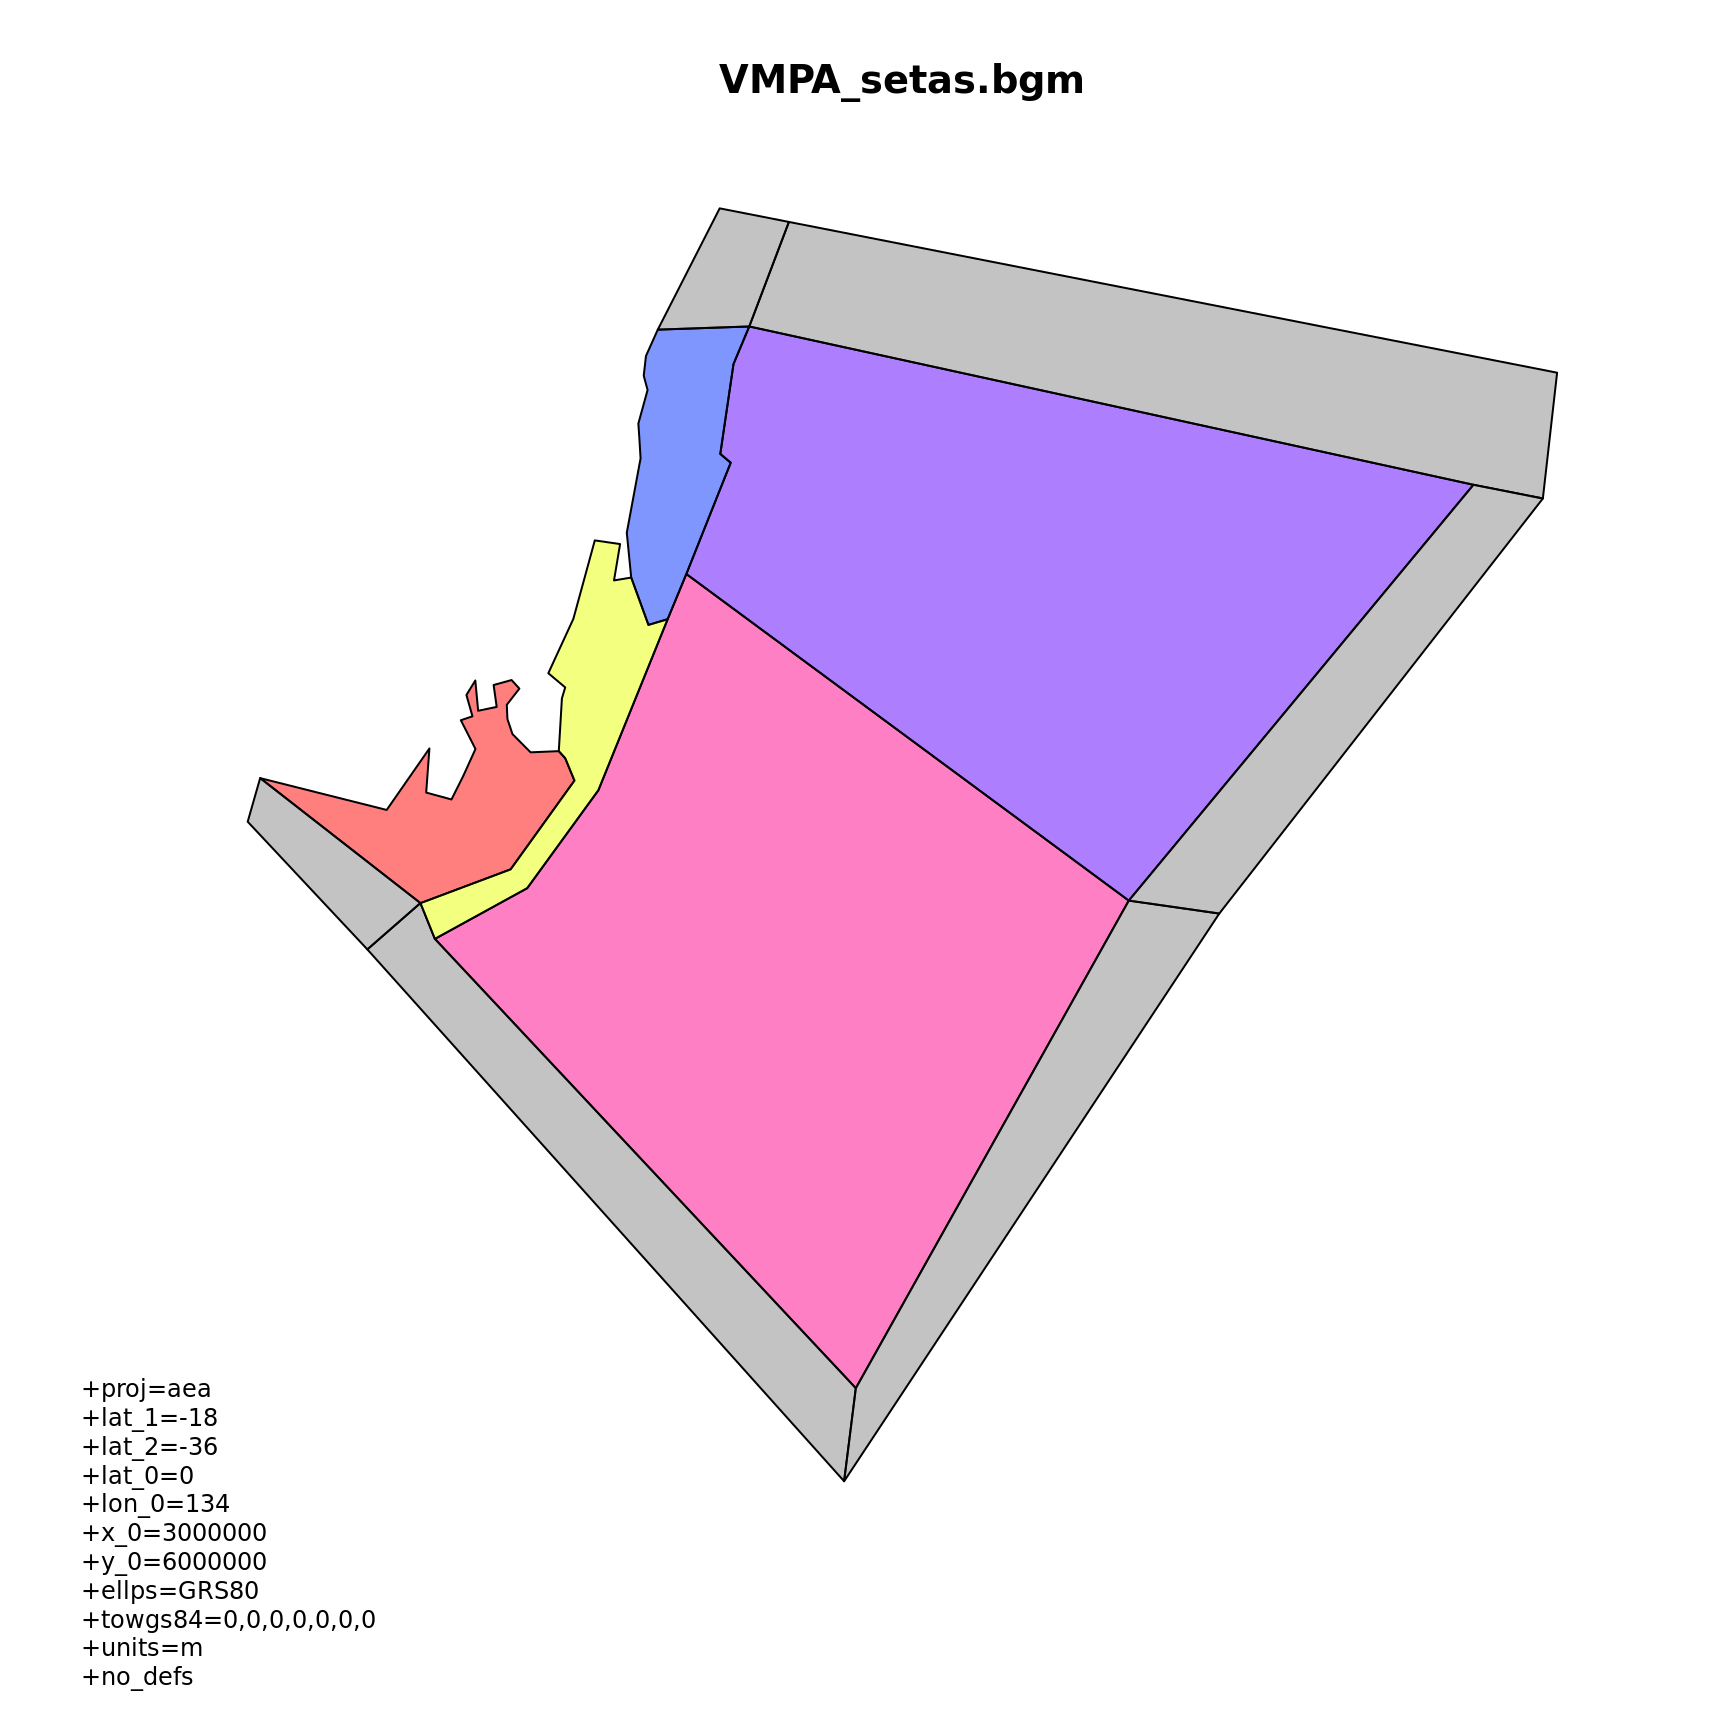 VMPA_setas.bgm
+proj=aea
+lat_1=-18
+lat_2=-36
+lat_0=0
+lon_0=134
+x_0=3000000
+y_0=6000000
+ellps=GRS80
+towgs84=0,0,0,0,0,0,0
+units=m
+no_defs